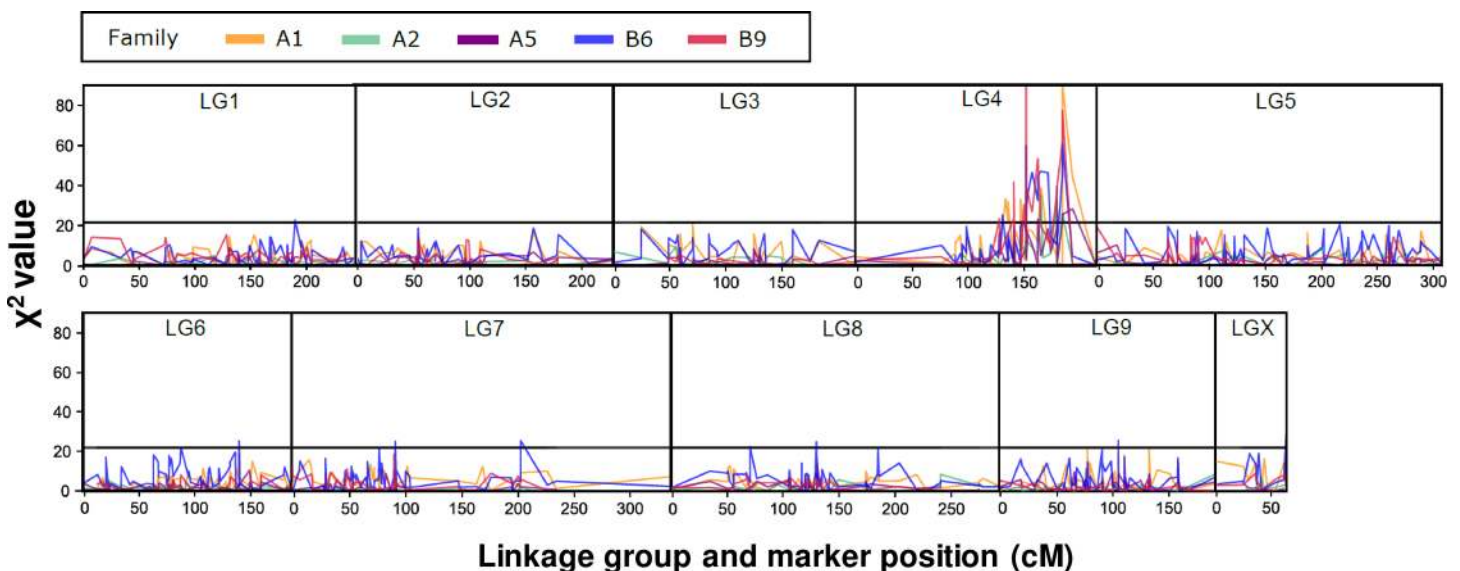 Family A1 A2 A5 B6 B9
LG1 LG2 LG3 LG4 LG5
80
60
40
20
0
0 50 100 150 200 0 50 100 150 200 0 50 100 150 0 100 150 0 50 100 150 200 250 300
LG6 LG7 LG8 LG9 LGX
80
60
40
20
0
0 50 100 150 0 50 100 150 200 250 300 0 50 100 150 200 250 0 50 100 150 0 50
X² value
Linkage group and marker position (cM)